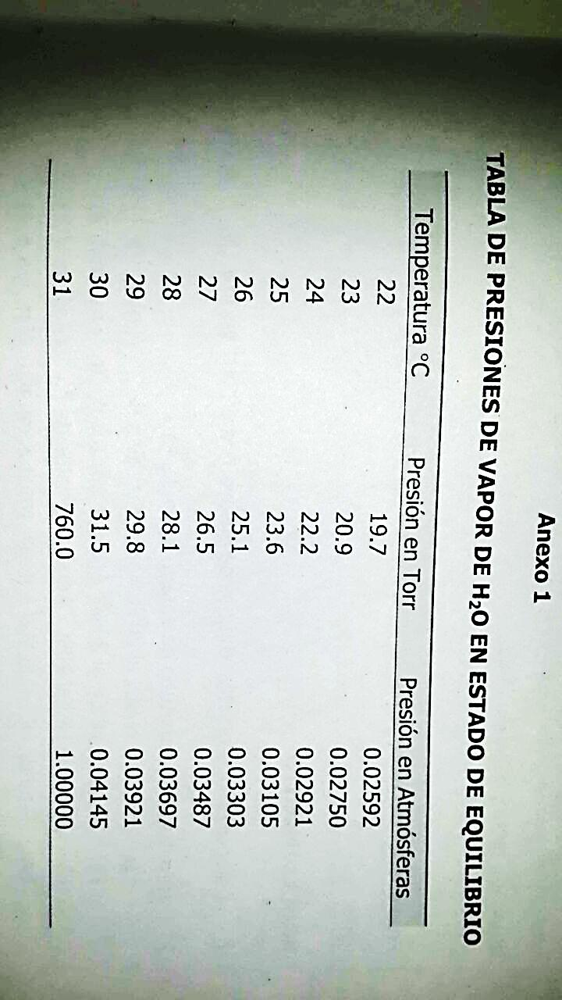 Anexo 1
TABLA DE PRESIONES DE VAPOR DE H₂O EN ESTADO DE EQUILIBRIO
Temperatura °C Presión en Torr Presión en Atmósferas
22 19.7 0.02592
23 20.9 0.02750
24 22.2 0.02921
25 23.6 0.03105
26 25.1 0.03303
27 26.5 0.03487
28 28.1 0.03697
29 29.8 0.03921
30 31.5 0.04145
31 760.0 1.00000